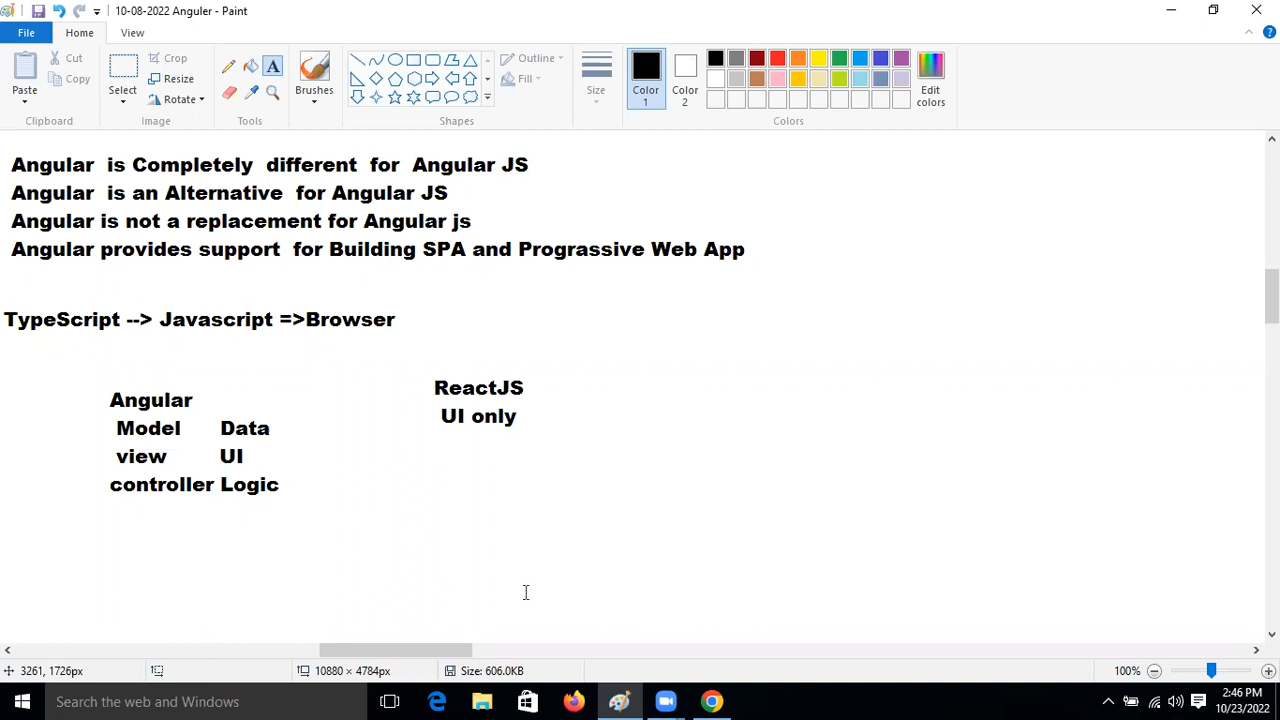 10-08-2022 Anguler - Paint
File
Home
View
Paste
Cut
Copy
Clipboard
Select
Crop
Resize
Rotate
Image
A
Tools
Brushes
Outline
Fill
Shapes
Size
Color 1
Color 2
Edit colors
Colors
Angular is Completely different for Angular JS
Angular is an Alternative for Angular JS
Angular is not a replacement for Angular js
Angular provides support for Building SPA and Prograssive Web App
TypeScript --> Javascript =>Browser
Angular
Model Data
view UI
controller Logic
ReactJS
UI only
3261, 1726px
10880 × 4784px
Size: 606.0KB
100%
Search the web and Windows
2:46 PM
10/23/2022